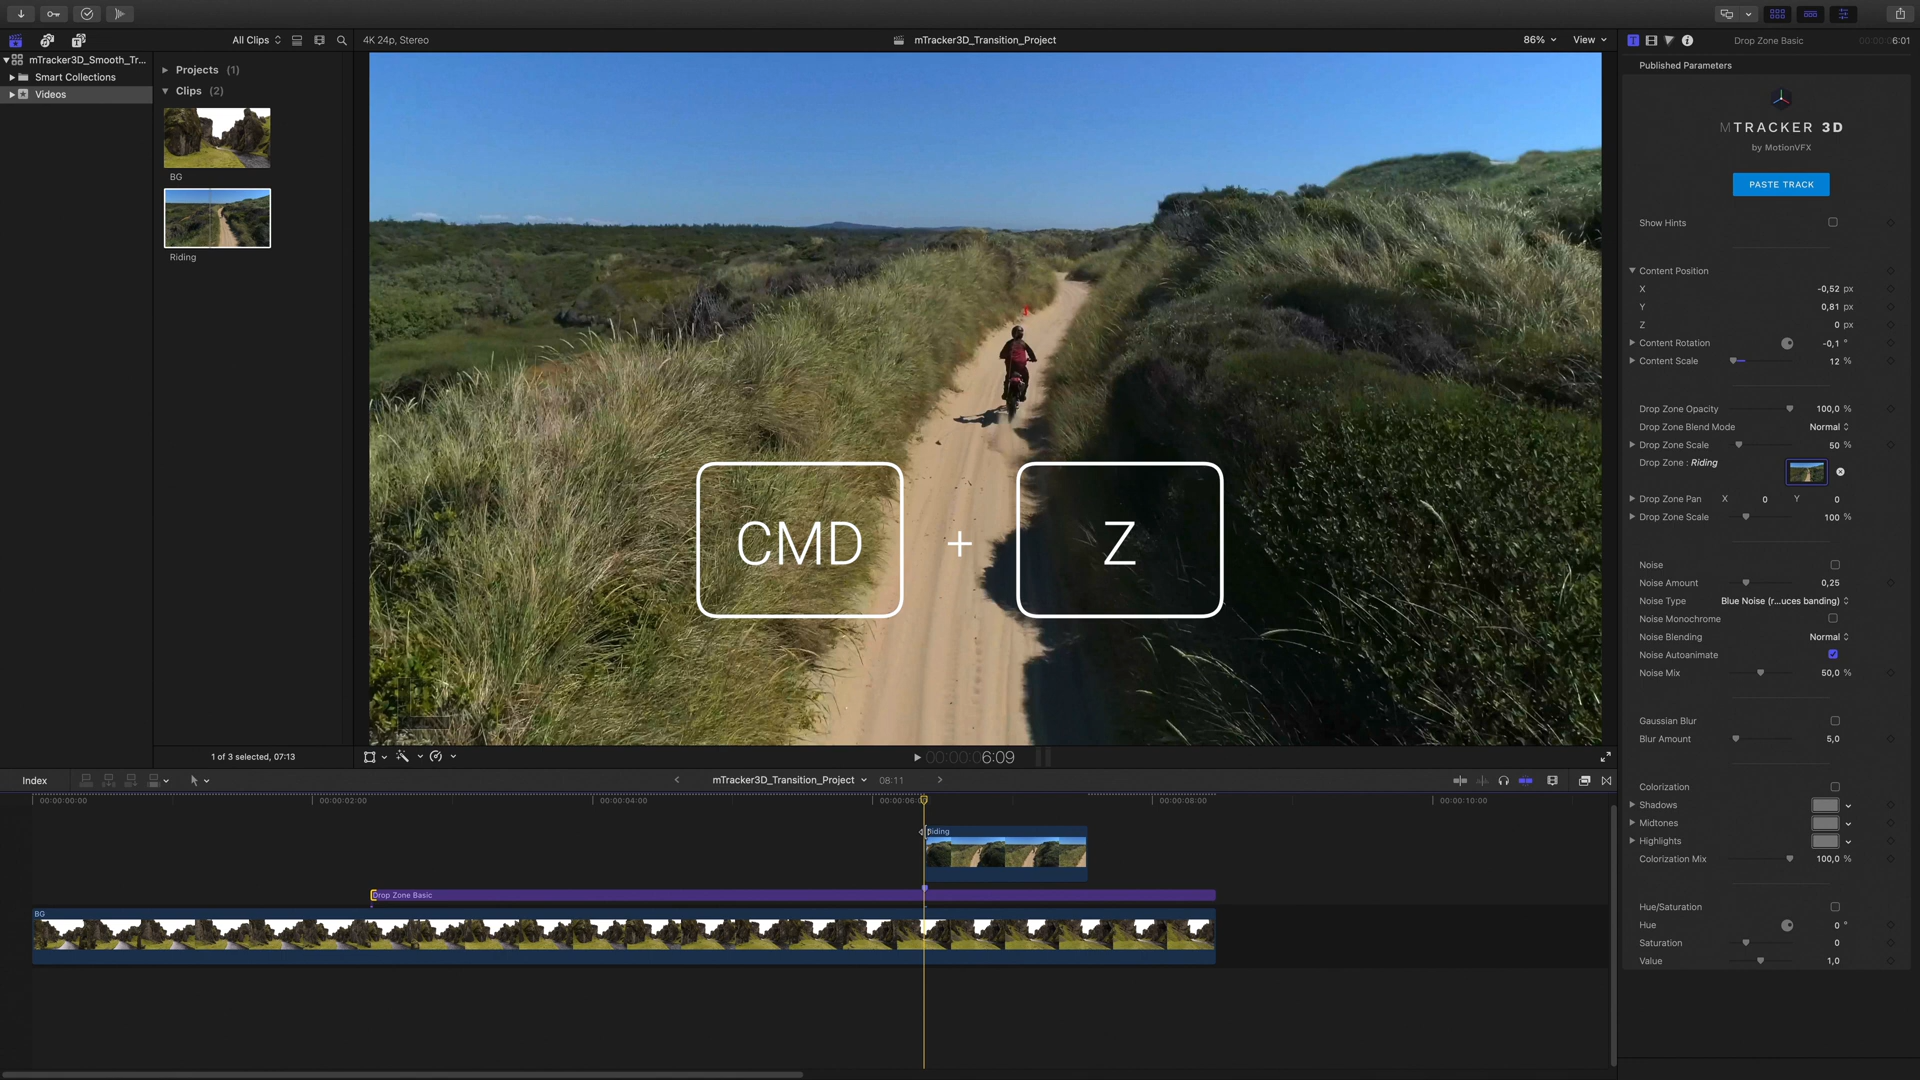 All Clips
4K 24p, Stereo
mTracker3D_Transition_Project
86%
View
Drop Zone Basic
00:00:06:01
mTracker3D_Smooth_Tr...
Smart Collections
Videos
Projects (1)
Clips (2)
BG
Riding
Published Parameters
MTRACKER 3D
by MotionVFX
PASTE TRACK
Show Hints
Content Position
X -0,52 px
Y 0,81 px
Z 0 px
Content Rotation -0,1 °
Content Scale 12 %
Drop Zone Opacity 100,0 %
Drop Zone Blend Mode Normal
Drop Zone Scale 50 %
Drop Zone : Riding
Drop Zone Pan X 0 Y 0
Drop Zone Scale 100 %
Noise
Noise Amount 0,25
Noise Type Blue Noise (r...uces banding)
Noise Monochrome
Noise Blending Normal
Noise Autoanimate
Noise Mix 50,0 %
Gaussian Blur
Blur Amount 5,0
Colorization
Shadows
Midtones
Highlights
Colorization Mix 100,0 %
Hue/Saturation
Hue 0 °
Saturation 0
Value 1,0
CMD + Z
1 of 3 selected, 07:13
00:00:06:09
Index
mTracker3D_Transition_Project
08:11
00:00:00:00
00:00:02:00
00:00:04:00
00:00:08:00
00:00:10:00
Riding
Drop Zone Basic
BG